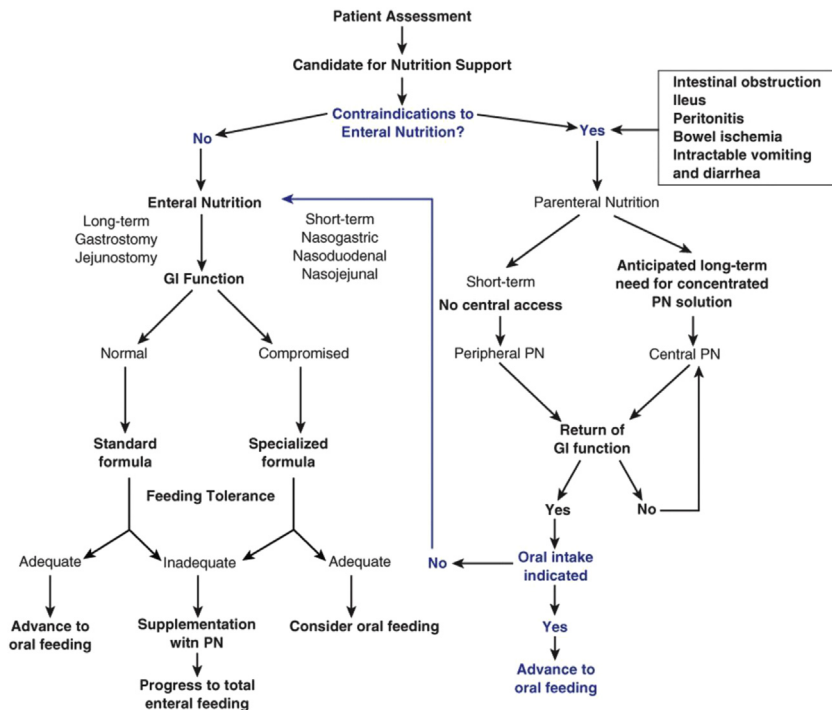 Patient Assessment
Candidate for Nutrition Support
Contraindications to
Enteral Nutrition?
No
Yes
Intestinal obstruction
Ileus
Peritonitis
Bowel ischemia
Intractable vomiting
and diarrhea
Enteral Nutrition
Long-term
Gastrostomy
Jejunostomy
Short-term
Nasogastric
Nasoduodenal
Nasojejunal
GI Function
Normal
Compromised
Standard
formula
Specialized
formula
Feeding Tolerance
Adequate
Inadequate
Adequate
Advance to
oral feeding
Supplementation
witn PN
Consider oral feeding
Progress to total
enteral feeding
Parenteral Nutrition
Short-term
No central access
Anticipated long-term
need for concentrated
PN solution
Peripheral PN
Central PN
Return of
GI function
Yes
No
No
Oral intake
indicated
Yes
Advance to
oral feeding